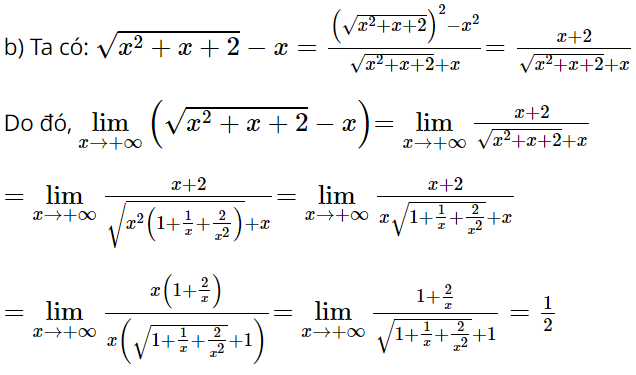 b) Ta có: $\sqrt{x^2+x+2}-x=\frac{\left(\sqrt{x^2+x+2}\right)^2-x^2}{\sqrt{x^2+x+2}+x}=\frac{x+2}{\sqrt{x^2+x+2}+x}$
Do đó, $\lim\limits_{x\to+\infty}\left(\sqrt{x^2+x+2}-x\right)=\lim\limits_{x\to+\infty}\frac{x+2}{\sqrt{x^2+x+2}+x}$
$=\lim\limits_{x\to+\infty}\frac{x+2}{\sqrt{x^2\left(1+\frac{1}{x}+\frac{2}{x^2}\right)}+x}=\lim\limits_{x\to+\infty}\frac{x+2}{x\sqrt{1+\frac{1}{x}+\frac{2}{x^2}}+x}$
$=\lim\limits_{x\to+\infty}\frac{x\left(1+\frac{2}{x}\right)}{x\left(\sqrt{1+\frac{1}{x}+\frac{2}{x^2}}+1\right)}=\lim\limits_{x\to+\infty}\frac{1+\frac{2}{x}}{\sqrt{1+\frac{1}{x}+\frac{2}{x^2}}+1}=\frac{1}{2}$